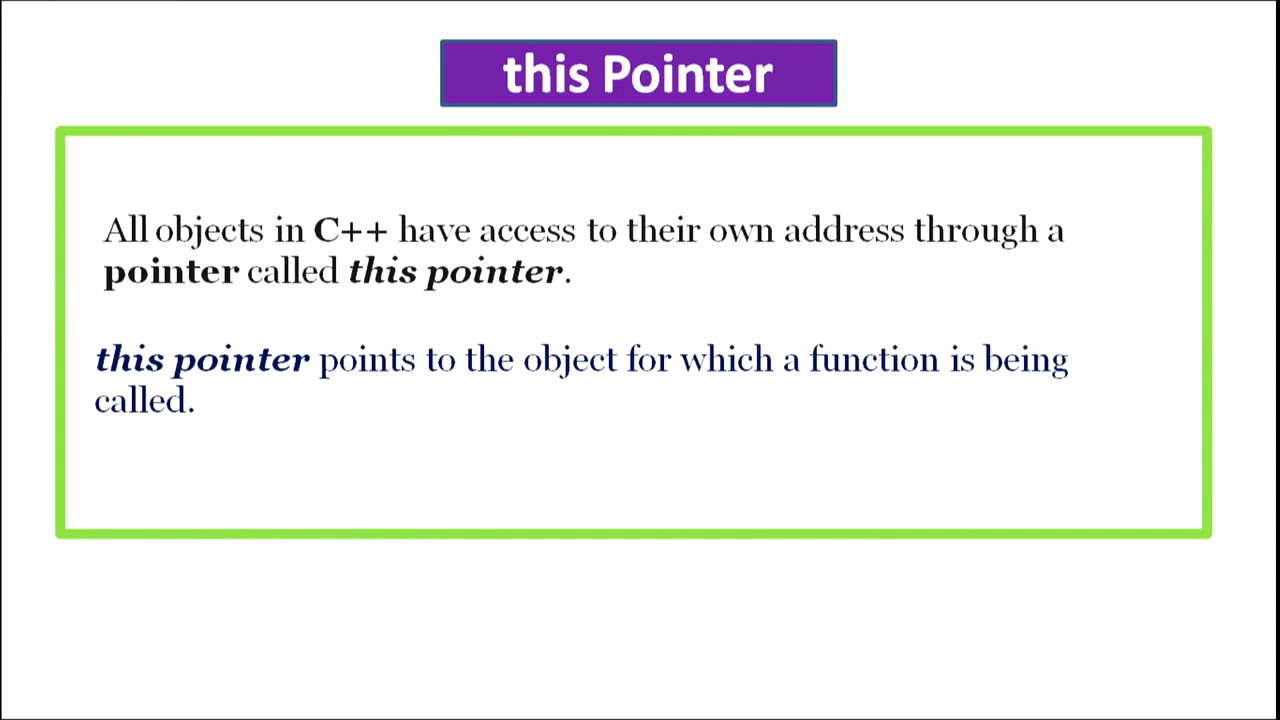 this Pointer
All objects in C++ have access to their own address through a
pointer called this pointer.
this pointer points to the object for which a function is being
called.